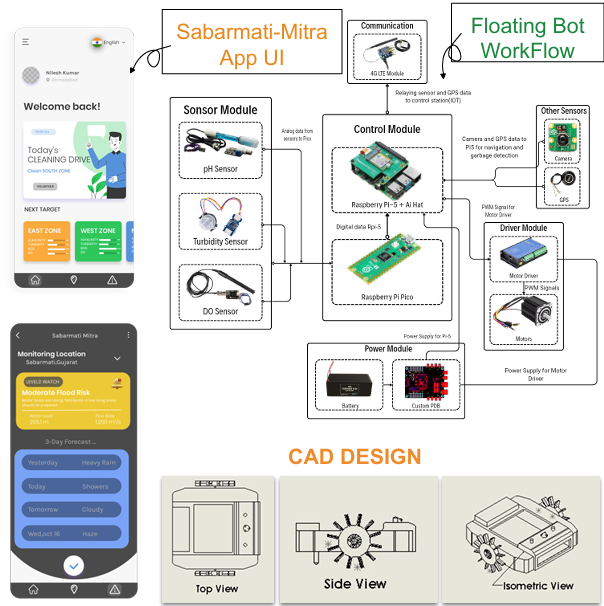 Sabarmati-Mitra
App UI
Floating Bot
WorkFlow
English
Nilesh Kumar
Ahmedabad
Welcome back!
Today's
CLEANING DRIVE
Clean SOUTH ZONE
VOLUNTEER
NEXT TARGET
EAST ZONE
WEST ZONE
Communication
4G LTE Module
Relaying sensor and GPS data
to control station(IOT)
Sonsor Module
pH Sensor
Turbidity Sensor
DO Sensor
Analog data from
sensors to Pico
Control Module
Raspberry Pi-5 + Ai Hat
Digital data Rpi-5
Raspberry Pi Pico
Camera and GPS data to
PI5 for navigation and
garbage detection
Other Sensors
Camera
GPS
PWM Signal for
Motor Driver
Driver Module
Motor Driver
PWM Signals
Motors
Power Supply for Pi-5
Power Supply for Motor
Driver
Power Module
Battery
Custom PDB
Sabarmati Mitra
Monitoring Location
Sabarmati,Gujarat
LEVEL2 WATCH
Moderate Flood Risk
3-Day Forecast ...
Yesterday Heavy Rain
Today Showers
Tomorrow Cloudy
Wed,oct 16 Haze
CAD DESIGN
Top View
Side View
Isometric View